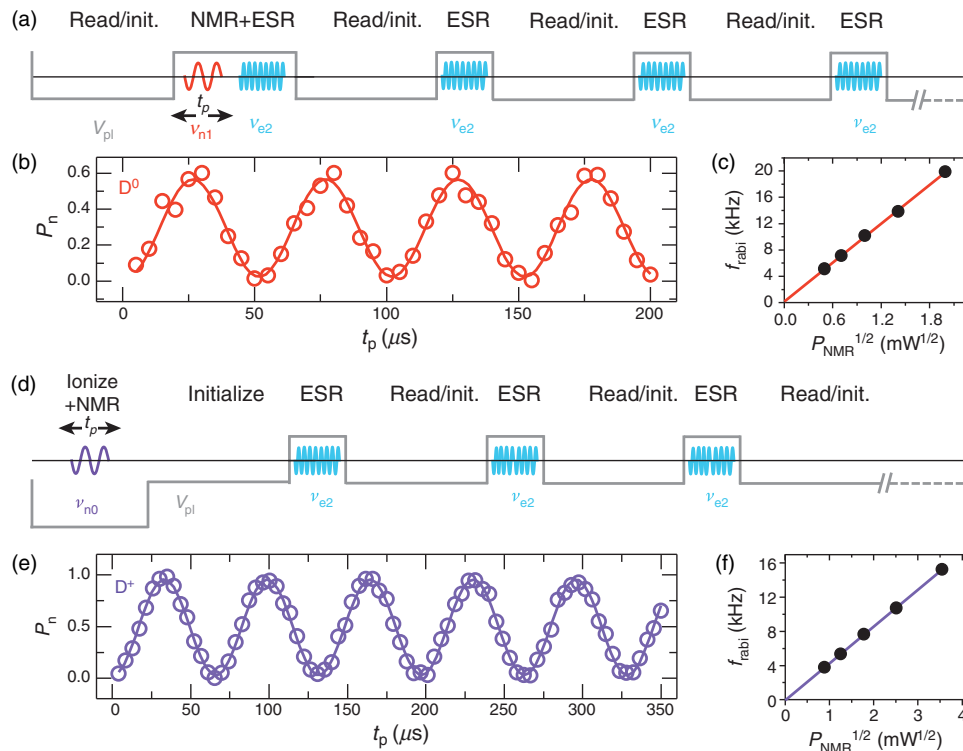 (a) Read/init. NMR+ESR Read/init. ESR Read/init. ESR Read/init. ESR
t_p
V_pl ν_n1 ν_e2 ν_e2 ν_e2 ν_e2
(b) (c)
D⁰
P_n
0.6
0.4
0.2
0.0
0 50 100 150 200
t_p (μs)
f_rabi (kHz)
20
16
12
8
4
0
0.0 0.6 1.2 1.8
P_NMR^1/2 (mW^1/2)
(d) Ionize
+NMR
Initialize ESR Read/init. ESR Read/init. ESR Read/init.
t_p
ν_n0 V_pl ν_e2 ν_e2 ν_e2
(e) (f)
D⁺
P_n
1.0
0.5
0.0
0 50 100 150 200 250 300 350
t_p (μs)
f_rabi (kHz)
16
12
8
4
0
0 1 2 3 4
P_NMR^1/2 (mW^1/2)